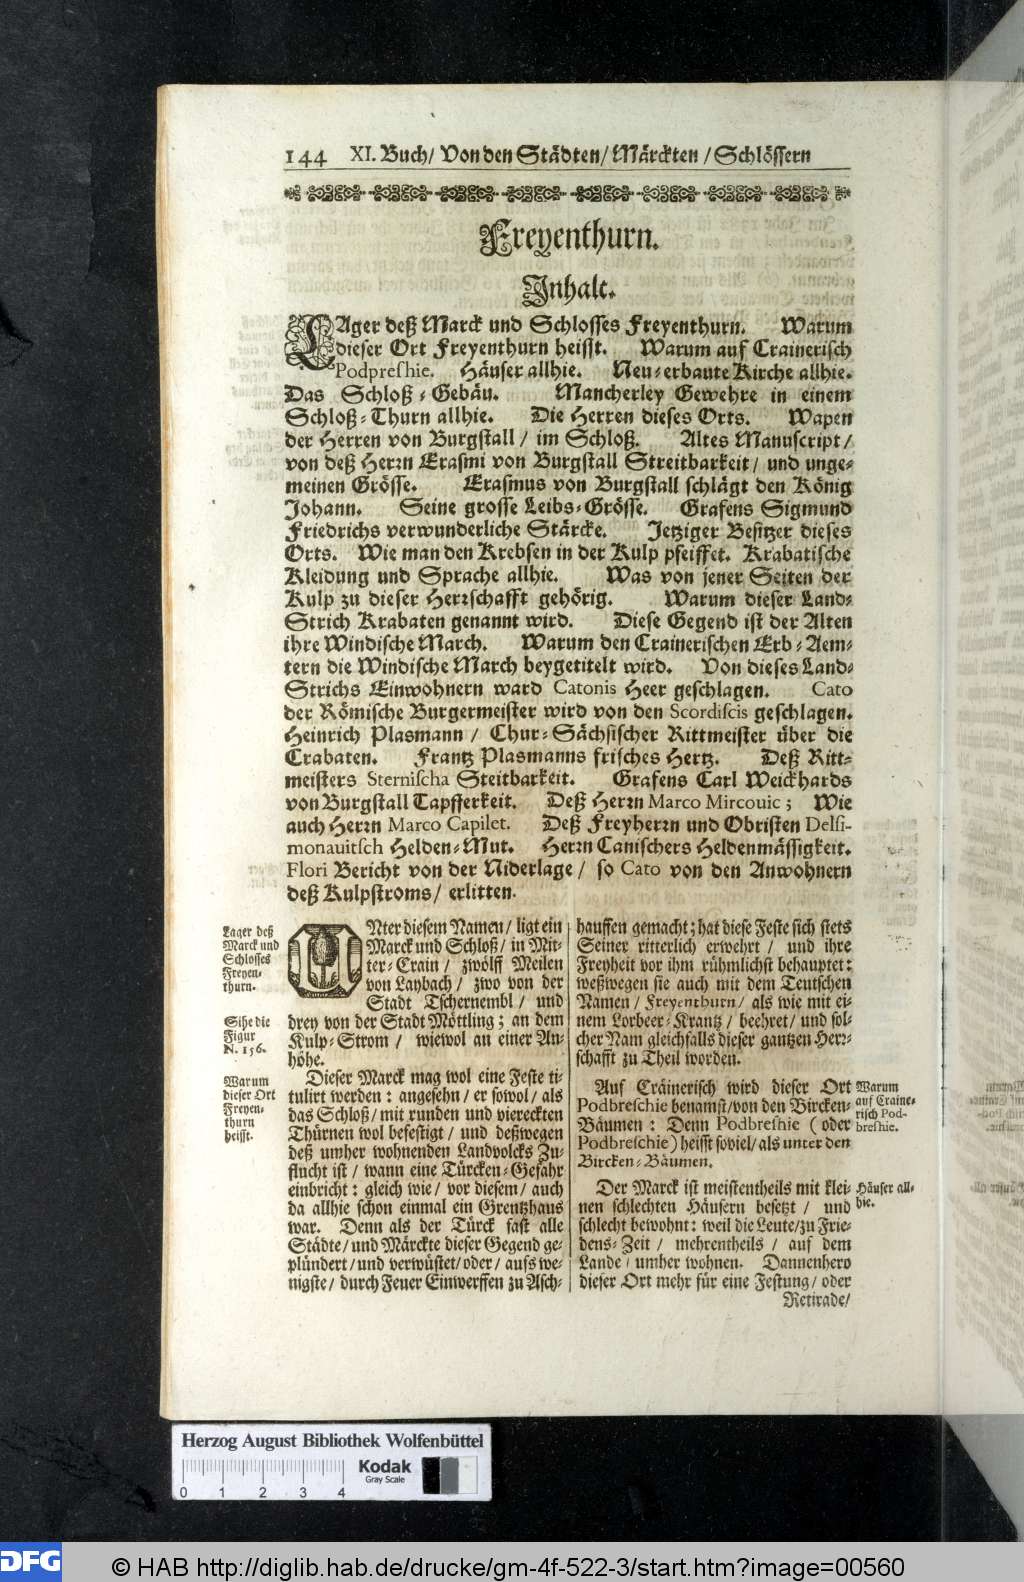 144 XI. Buch/ Von den Städten/ Märckten/ Schlössern
Freyenthurn.
Inhalt.
LAger deß Marck und Schlosses Freyenthurn. Warum
dieser Ort Freyenthurn heisst. Warum auf Crainerisch
Podpreshie. Häuser allhie. Neu-erbaute Kirche allhie.
Das Schloß-Gebäu. Mancherley Gewehre in einem
Schloß-Thurn allhie. Die Herren dieses Orts. Wapen
der Herren von Burgstall/ im Schloß. Altes Manuscript/
von deß Herrn Erasmi von Burgstall Streitbarkeit/ und unge-
meinen Grösse. Erasmus von Burgstall schlägt den König
Johann. Seine grosse Leibs-Grösse. Grafens Sigmund
Friedrichs verwunderliche Stärcke. Jetziger Besitzer dieses
Orts. Wie man den Krebsen in der Kulp pfeiffet. Krabatische
Kleidung und Sprache allhie. Was von jener Seiten der
Kulp zu dieser Herrschafft gehörig. Warum dieser Land-
Strich Krabaten genannt wird. Diese Gegend ist der Alten
ihre Windische March. Warum den Crainerischen Erb-Aem-
tern die Windische March beygetitelt wird. Von dieses Land-
Strichs Einwohnern ward Catonis Heer geschlagen. Cato
der Römische Burgermeister wird von den Scordiscis geschlagen.
Heinrich Plasmann/ Chur-Sächsischer Rittmeister über die
Crabaten. Frantz Plasmanns frisches Hertz. Deß Ritt-
meisters Sternischa Steitbarkeit. Grafens Carl Weickhards
von Burgstall Tapfferkeit. Deß Herrn Marco Mircouic; Wie
auch Herrn Marco Capilet. Deß Freyherrn und Obristen Delsi-
monauitsch Helden-Mut. Herrn Canischers Heldenmässigkeit.
Flori Bericht von der Niderlage/ so Cato von den Anwohnern
deß Kulpstroms/ erlitten.
Lager deß
Marck und
Schlosses
Freyen-
thurn.
Sihe die
Figur
N. 156.
Warum
dieser Ort
Freyen-
thurn
heisst.
UNter diesem Namen/ ligt ein
Marck und Schloß/ in Mit-
ter-Crain/ zwölff Meilen
von Laybach/ zwo von der
Stadt Tschernembl/ und
drey von der Stadt Möttling; an dem
Kulp-Strom/ wiewol an einer An-
höhe.
Dieser Marck mag wol eine Feste ti-
tulirt werden: angesehn/ er sowol/ als
das Schloß/ mit runden und viereckten
Thürnen wol befestigt/ und deßwegen
deß umher wohnenden Landvolcks Zu-
flucht ist/ wann eine Türcken-Gefahr
einbricht: gleich wie/ vor diesem/ auch
da allhie schon einmal ein Grentzhaus
war. Denn als der Türck fast alle
Städte/ und Märckte dieser Gegend ge-
plündert/ und verwüstet/ oder/ aufs we-
nigste/ durch Feuer Einwerffen zu Asch-
hauffen gemacht; hat diese Feste sich stets
Seiner ritterlich erwehrt/ und ihre
Freyheit vor ihm rühmlichst behauptet:
weßwegen sie auch mit dem Teutschen
Namen/ Freyenthurn/ als wie mit ei-
nem Lorbeer-Krantz/ beehret/ und sol-
cher Nam gleichfalls dieser gantzen Herr-
schafft zu Theil worden.
Auf Cräinerisch wird dieser Ort
Podbreschie benamst/ von den Bircken-
Bäumen: Denn Podbreshie (oder
Podbreschie) heisst soviel/ als unter den
Bircken-Bäumen.
Der Marck ist meistentheils mit klei-
nen schlechten Häusern besetzt/ und
schlecht bewohnt: weil die Leute/ zu Frie-
dens-Zeit/ mehrentheils/ auf dem
Lande/ umher wohnen. Dannenhero
dieser Ort mehr für eine Festung/ oder
Retirade/
Warum
auf Craine-
risch Pod-
breshie.
Häuser all-
hie.
Herzog August Bibliothek Wolfenbüttel
0 1 2 3 4
Kodak
Gray Scale
DFG
© HAB http://diglib.hab.de/drucke/gm-4f-522-3/start.htm?image=00560